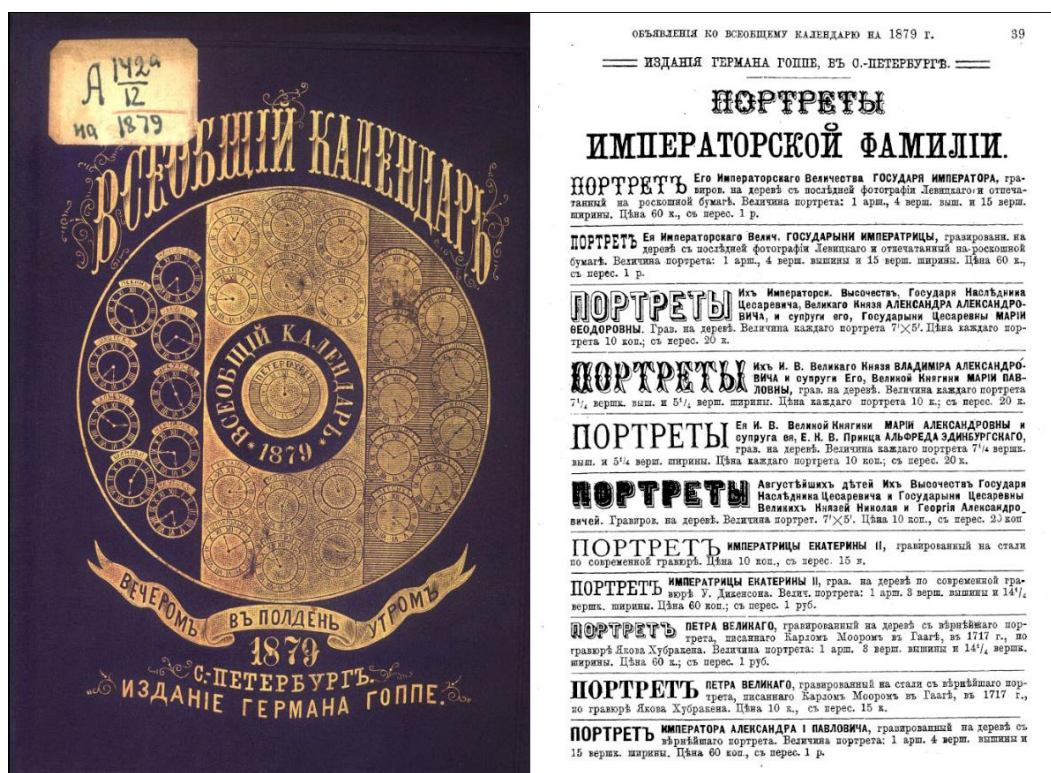 А 142а
12
на 1879
ВСЕОБЩІЙ КАЛЕНДАРЬ
ВСЕОБЩІЙ КАЛЕНДАРЬ
ПЕТЕРБУРГЪ
* 1879 *
ВЕЧЕРОМЪ ВЪ ПОЛДЕНЬ УТРОМЪ
1879
С.-ПЕТЕРБУРГЪ.
ИЗДАНІЕ ГЕРМАНА ГОППЕ.
ОБЪЯВЛЕНІЯ КО ВСЕОБЩЕМУ КАЛЕНДАРЮ НА 1879 Г. 39
ИЗДАНІЯ ГЕРМАНА ГОППЕ, ВЪ С.-ПЕТЕРБУРГѢ.
ПОРТРЕТЫ
ИМПЕРАТОРСКОЙ ФАМИЛІИ.
ПОРТРЕТЪ Его Императорскаго Величества ГОСУДАРЯ ИМПЕРАТОРА, гра-
виров. на деревѣ съ послѣдней фотографіи Левицкаго и отпеча-
танный на роскошной бумагѣ. Величина портрета: 1 арш., 4 верш. выш. и 15 верш.
ширины. Цѣна 60 к., съ перес. 1 р.
ПОРТРЕТЪ Ея Императорскаго Велич. ГОСУДАРЫНИ ИМПЕРАТРИЦЫ, гравирован. на
деревѣ съ послѣдней фотографіи Левицкаго и отпечатанный на роскошной
бумагѣ. Величина портрета: 1 арш., 4 верш. вышины и 15 верш. ширины. Цѣна 60 к.,
съ перес. 1 р.
ПОРТРЕТЫ Ихъ Императорск. Высочествъ, Государя Наслѣдника
Цесаревича, Великаго Князя АЛЕКСАНДРА АЛЕКСАНДРО-
ВИЧА, и супруги его, Государыни Цесаревны МАРІИ
ѲЕОДОРОВНЫ. Грав. на деревѣ. Величина каждаго портрета 7'×5'. Цѣна каждаго пор-
трета 10 коп.; съ перес. 20 к.
ПОРТРЕТЫ Ихъ И. В. Великаго Князя ВЛАДИМІРА АЛЕКСАНДРО-
ВИЧА и супруги Его, Великой Княгини МАРІИ ПАВ-
ЛОВНЫ, грав. на деревѣ. Величина каждаго портрета
7¹/₄ вершк. выш. и 5¹/₄ верш. ширины. Цѣна каждаго портрета 10 к.; съ перес. 20 к.
ПОРТРЕТЫ Ея И. В. Великой Княгини МАРІИ АЛЕКСАНДРОВНЫ и
супруга ея, Е. К. В. Принца АЛЬФРЕДА ЭДИНБУРГСКАГО,
грав. на деревѣ. Величина каждаго портрета 7¹/₄ вершк.
выш. и 5¹/₄ верш. ширины. Цѣна каждаго портрета 10 коп.; съ перес. 20 к.
ПОРТРЕТЫ Августѣйшихъ дѣтей Ихъ Высочествъ Государя
Наслѣдника Цесаревича и Государыни Цесаревны
Великихъ Князей Николая и Георгія Александро
вичей. Гравиров. на деревѣ. Величина портрет. 7'×5'. Цѣна 10 коп., съ перес. 20 коп
ПОРТРЕТЪ ИМПЕРАТРИЦЫ ЕКАТЕРИНЫ II, гравированный на стали
по современной гравюрѣ. Цѣна 10 коп., съ перес. 15 к.
ПОРТРЕТЪ ИМПЕРАТРИЦЫ ЕКАТЕРИНЫ II, грав. на деревѣ по современной гра-
вюрѣ У. Дикенсона. Велич. портрета: 1 арш. 3 верш. вышины и 14¹/₄
вершк. ширины. Цѣна 60 коп.; съ перес. 1 руб.
ПОРТРЕТЪ ПЕТРА ВЕЛИКАГО, гравированный на деревѣ съ вѣрнѣйшаго пор-
трета, писаннаго Карломъ Мооромъ въ Гаагѣ, въ 1717 г., по
гравюрѣ Якова Хубракена. Величина портрета: 1 арш. 3 верш. вышины и 14¹/₄ вершк.
ширины. Цѣна 60 к.; съ перес. 1 руб.
ПОРТРЕТЪ ПЕТРА ВЕЛИКАГО, гравированный на стали съ вѣрнѣйшаго пор-
трета, писаннаго Карломъ Мооромъ въ Гаагѣ, въ 1717 г.,
по гравюрѣ Якова Хубракена. Цѣна 10 к., съ перес. 15 к.
ПОРТРЕТЪ ИМПЕРАТОРА АЛЕКСАНДРА I ПАВЛОВИЧА, гравированный на деревѣ съ
вѣрнѣйшаго портрета. Величина портрета: 1 арш. 4 верш. вышины и
15 вершк. ширины. Цѣна 60 коп., съ перес. 1 р.